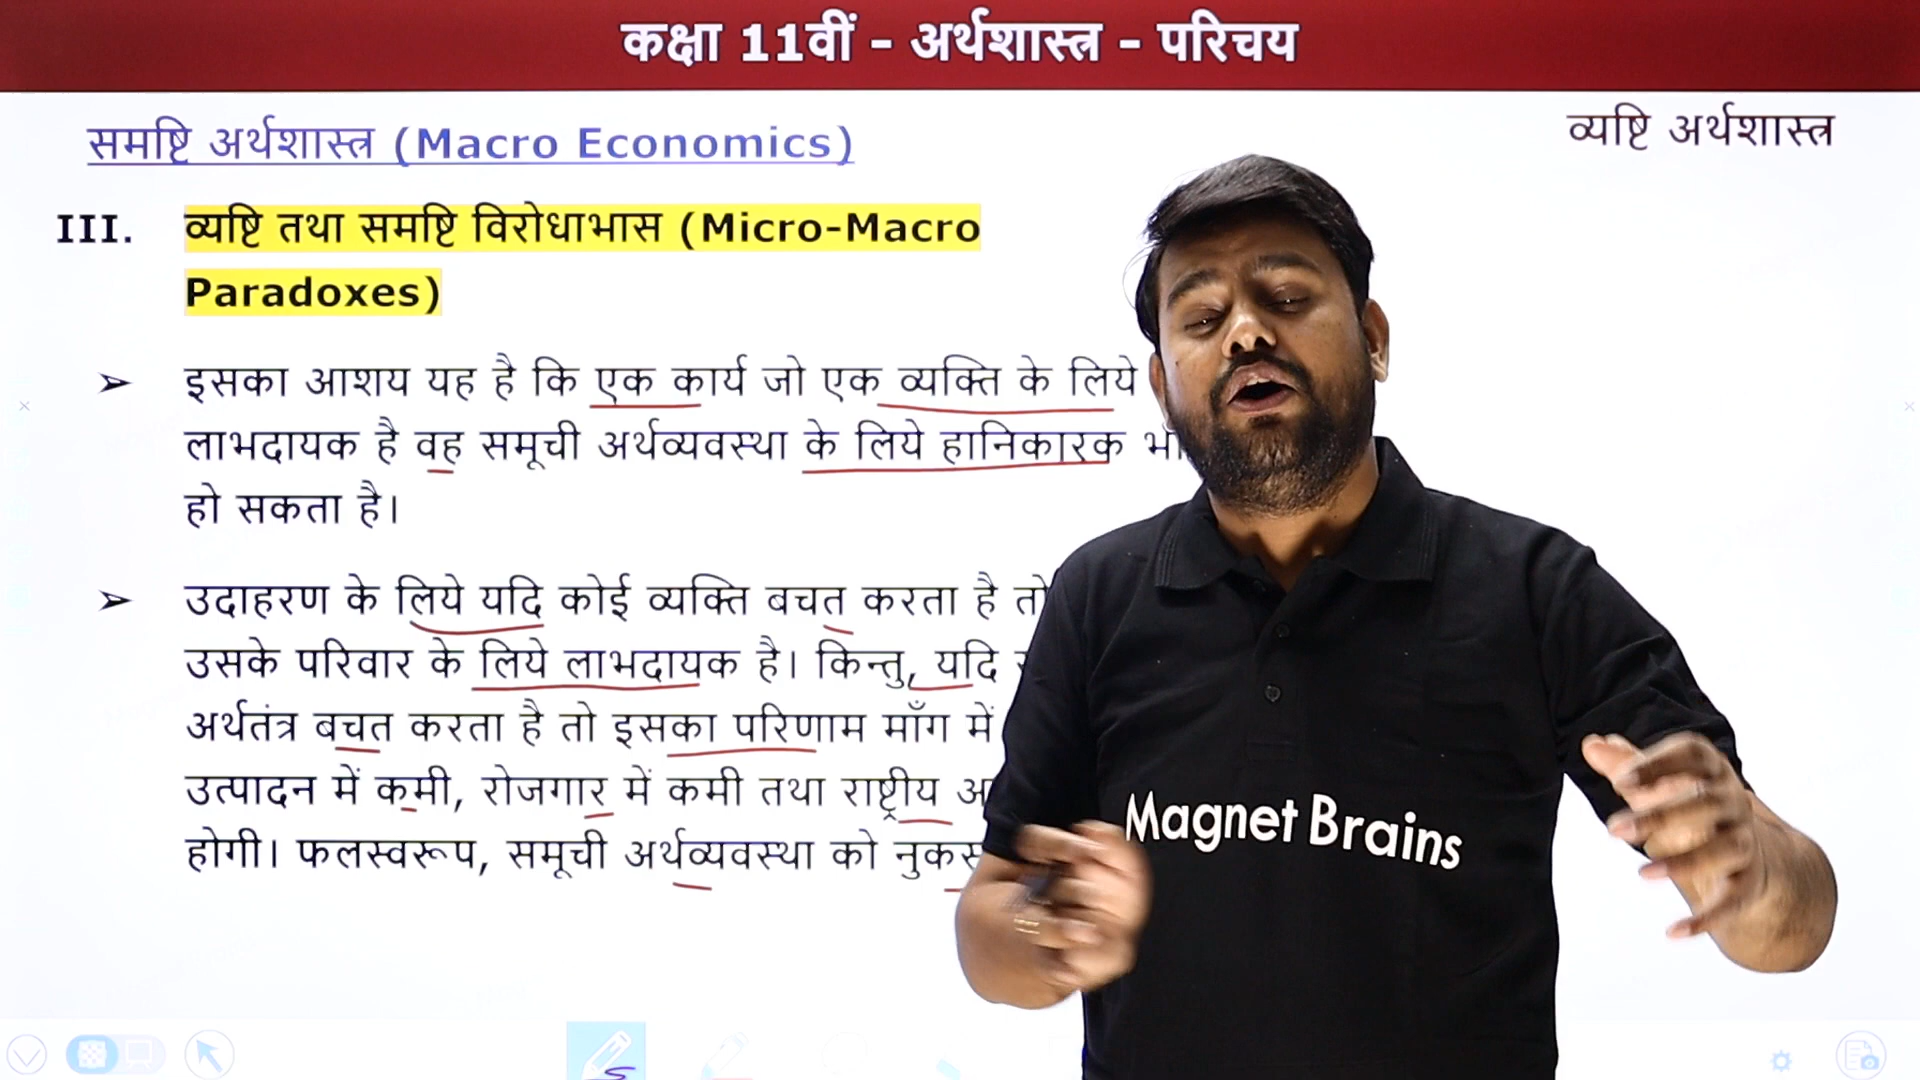 कक्षा 11वीं - अर्थशास्त्र - परिचय
समष्टि अर्थशास्त्र (Macro Economics)
व्यष्टि अर्थशास्त्र
III. व्यष्टि तथा समष्टि विरोधाभास (Micro-Macro
Paradoxes)
➢ इसका आशय यह है कि एक कार्य जो एक व्यक्ति के लिये
लाभदायक है वह समूची अर्थव्यवस्था के लिये हानिकारक
हो सकता है।
➢ उदाहरण के लिये यदि कोई व्यक्ति बचत करता है तो
उसके परिवार के लिये लाभदायक है। किन्तु, यदि
अर्थतंत्र बचत करता है तो इसका परिणाम माँग में
उत्पादन में कमी, रोजगार में कमी तथा राष्ट्रीय
होगी। फलस्वरूप, समूची अर्थव्यवस्था को
Magnet Brains